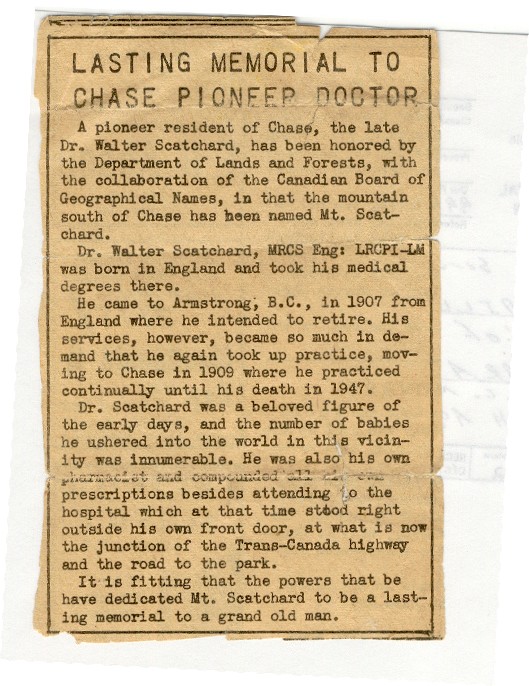 LASTING MEMORIAL TO
CHASE PIONEER DOCTOR
A pioneer resident of Chase, the late
Dr. Walter Scatchard, has been honored by
the Department of Lands and Forests, with
the collaboration of the Canadian Board of
Geographical Names, in that the mountain
south of Chase has been named Mt. Scat-
chard.
Dr. Walter Scatchard, MRCS Eng: LRCPI-LM
was born in England and took his medical
degrees there.
He came to Armstrong, B.C., in 1907 from
England where he intended to retire. His
services, however, became so much in de-
mand that he again took up practice, mov-
ing to Chase in 1909 where he practiced
continually until his death in 1947.
Dr. Scatchard was a beloved figure of
the early days, and the number of babies
he ushered into the world in this vicin-
ity was innumerable. He was also his own
pharmacist and compounded all own
prescriptions besides attending to the
hospital which at that time stood right
outside his own front door, at what is now
the junction of the Trans-Canada highway
and the road to the park.
It is fitting that the powers that be
have dedicated Mt. Scatchard to be a last-
ing memorial to a grand old man.